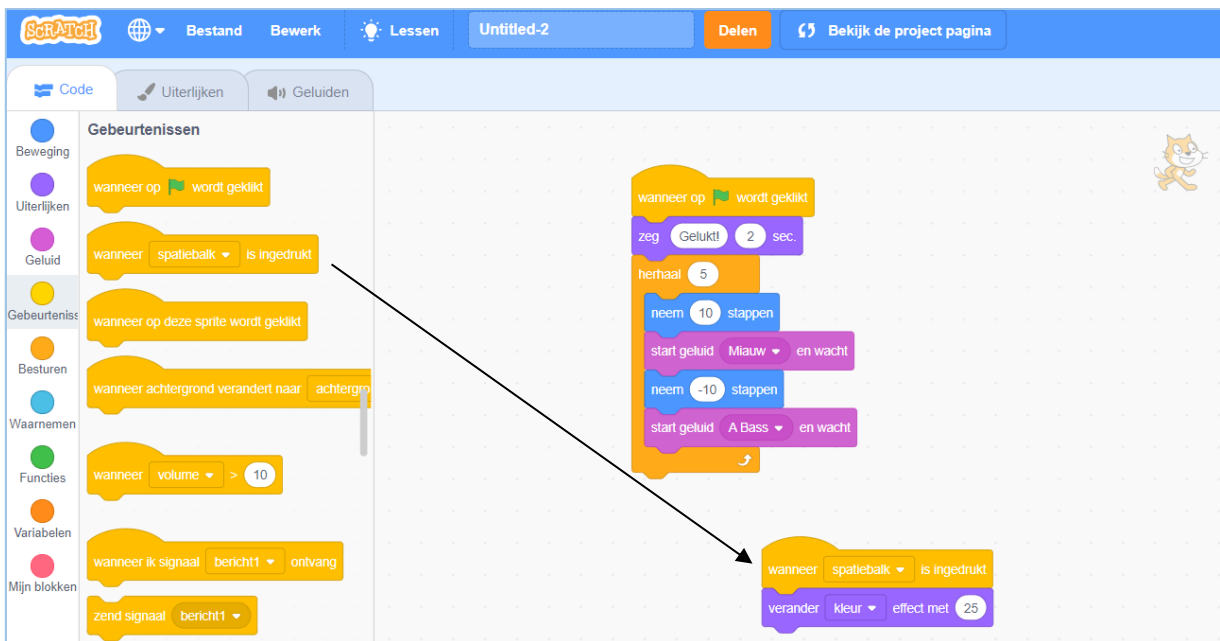 SCRATCH Bestand Bewerk Lessen Untitled-2 Delen Bekijk de project pagina
Code Uiterlijken Geluiden
Beweging
Uiterlijken
Geluid
Gebeurteniss
Besturen
Waarnemen
Functies
Variabelen
Mijn blokken
Gebeurtenissen
wanneer op wordt geklikt
wanneer spatiebalk is ingedrukt
wanneer op deze sprite wordt geklikt
wanneer achtergrond verandert naar achtergro
wanneer volume > 10
wanneer ik signaal bericht1 ontvang
zend signaal bericht1
wanneer op wordt geklikt
zeg Gelukt! 2 sec.
herhaal 5
neem 10 stappen
start geluid Miauw en wacht
neem -10 stappen
start geluid A Bass en wacht
wanneer spatiebalk is ingedrukt
verander kleur effect met 25